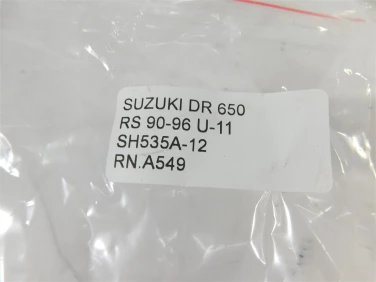 SUZUKI DR 650
RS 90-96 U-11
SH535A-12
RN.A549